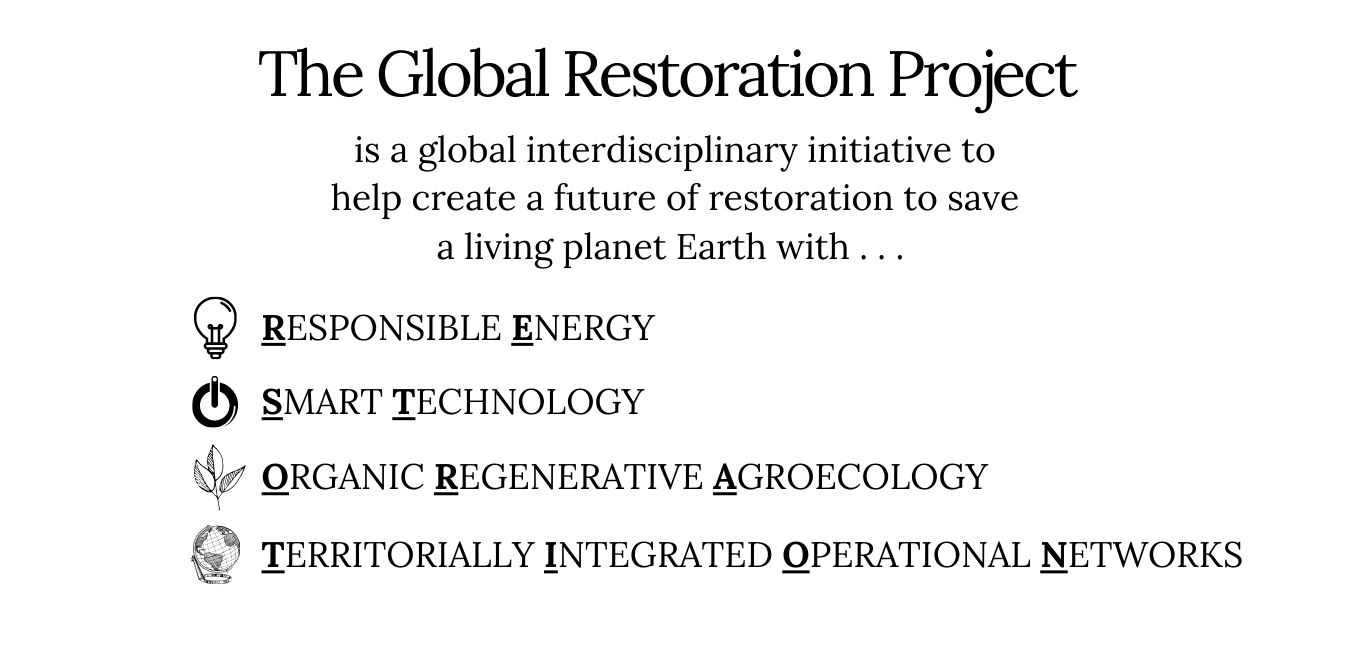 The Global Restoration Project
is a global interdisciplinary initiative to
help create a future of restoration to save
a living planet Earth with . . .
RESPONSIBLE ENERGY
SMART TECHNOLOGY
ORGANIC REGENERATIVE AGROECOLOGY
TERRITORIALLY INTEGRATED OPERATIONAL NETWORKS